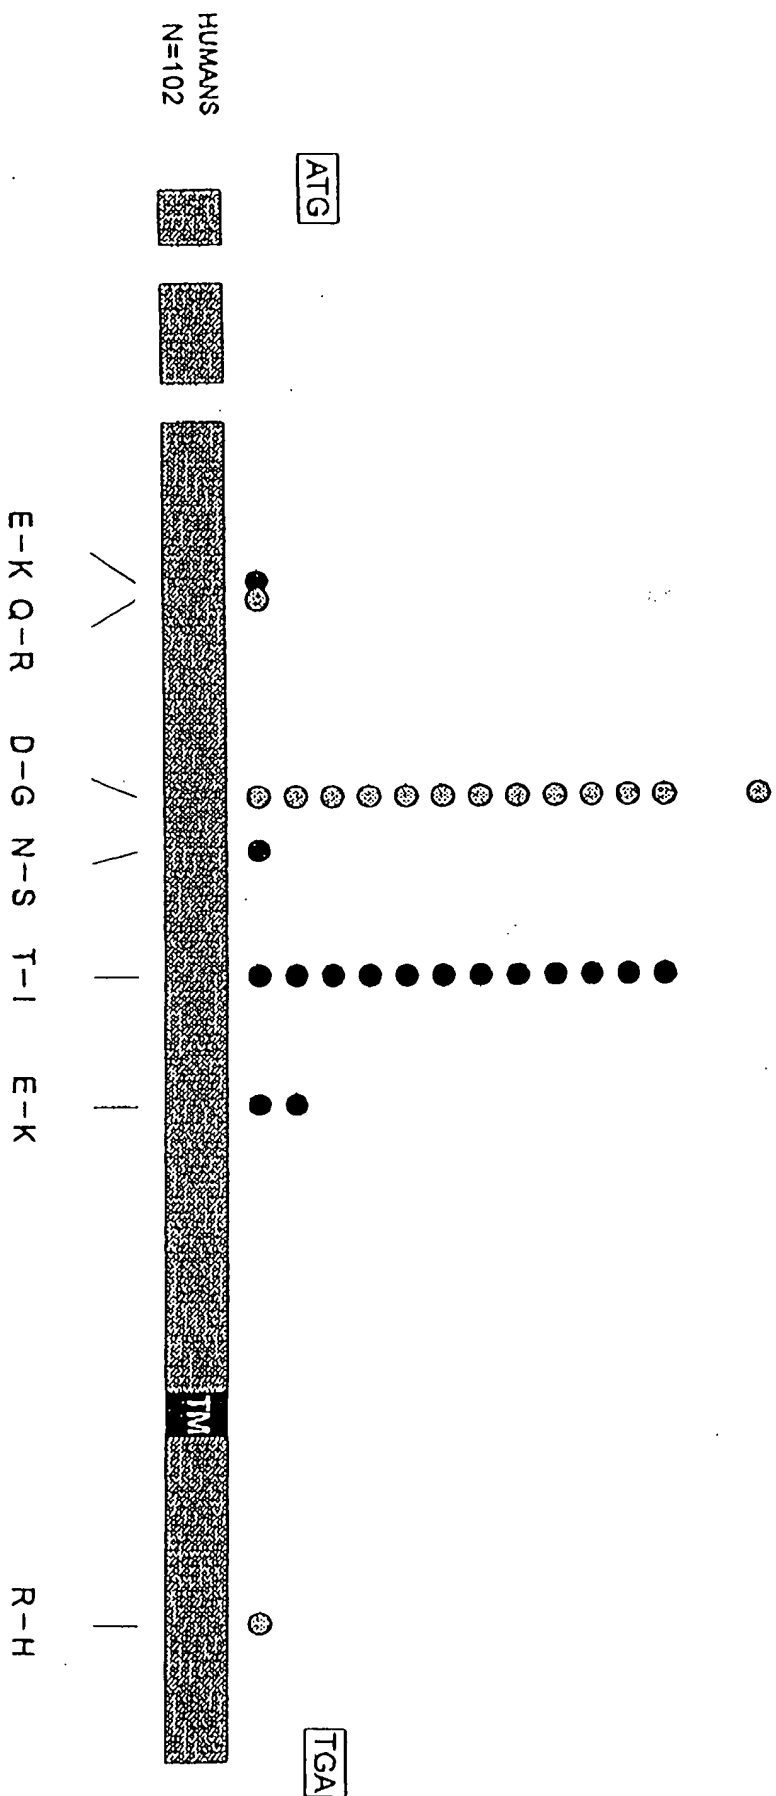 HUMANS
N=102
ATG
TM
TGA
E-K
Q-R
D-G
N-S
T-I
E-K
R-H